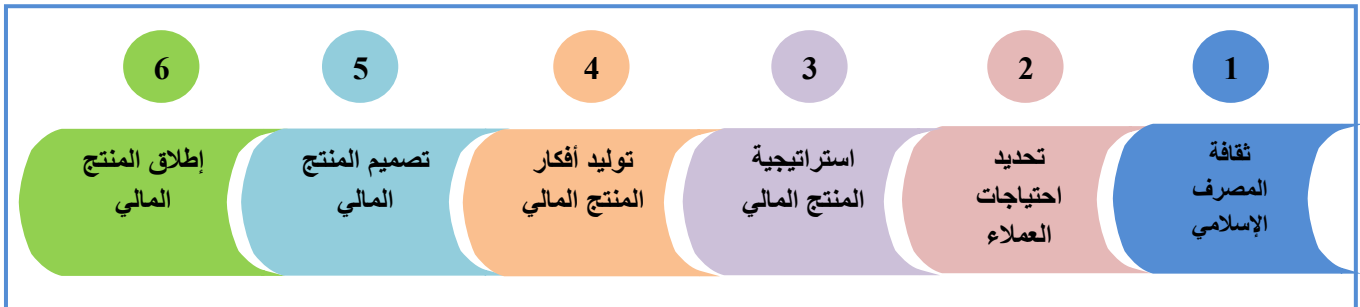 1
ثقافة
المصرف
الإسلامي
2
تحديد
احتياجات
العملاء
3
استراتيجية
المنتج المالي
4
توليد أفكار
المنتج المالي
5
تصميم المنتج
المالي
6
إطلاق المنتج
المالي